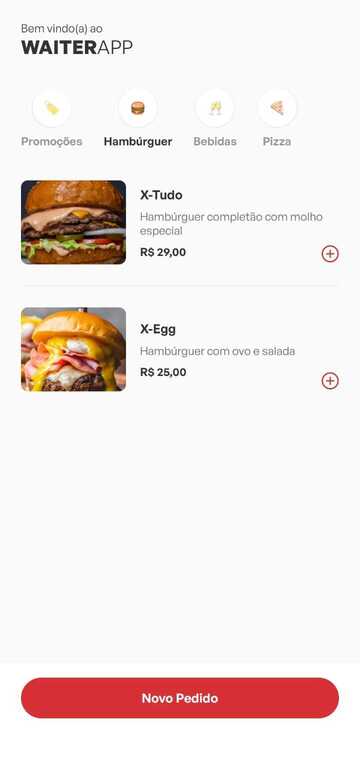 Bem vindo(a) ao
WAITERAPP
Promoções
Hambúrguer
Bebidas
Pizza
X-Tudo
Hambúrguer completão com molho
especial
R$ 29,00
X-Egg
Hambúrguer com ovo e salada
R$ 25,00
Novo Pedido